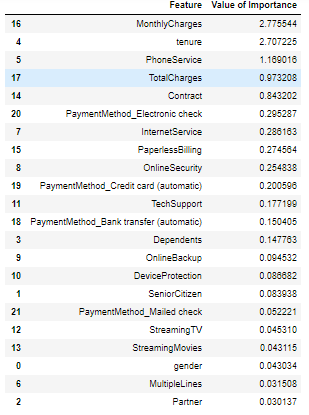 Feature Value of Importance
16 MonthlyCharges 2.775544
4 tenure 2.707225
5 PhoneService 1.169016
17 TotalCharges 0.973208
14 Contract 0.843202
20 PaymentMethod_Electronic check 0.295287
7 InternetService 0.286163
15 PaperlessBilling 0.274564
8 OnlineSecurity 0.254838
19 PaymentMethod_Credit card (automatic) 0.200596
11 TechSupport 0.177199
18 PaymentMethod_Bank transfer (automatic) 0.150405
3 Dependents 0.147763
9 OnlineBackup 0.094532
10 DeviceProtection 0.086682
1 SeniorCitizen 0.083938
21 PaymentMethod_Mailed check 0.052221
12 StreamingTV 0.045310
13 StreamingMovies 0.043115
0 gender 0.043034
6 MultipleLines 0.031508
2 Partner 0.030137